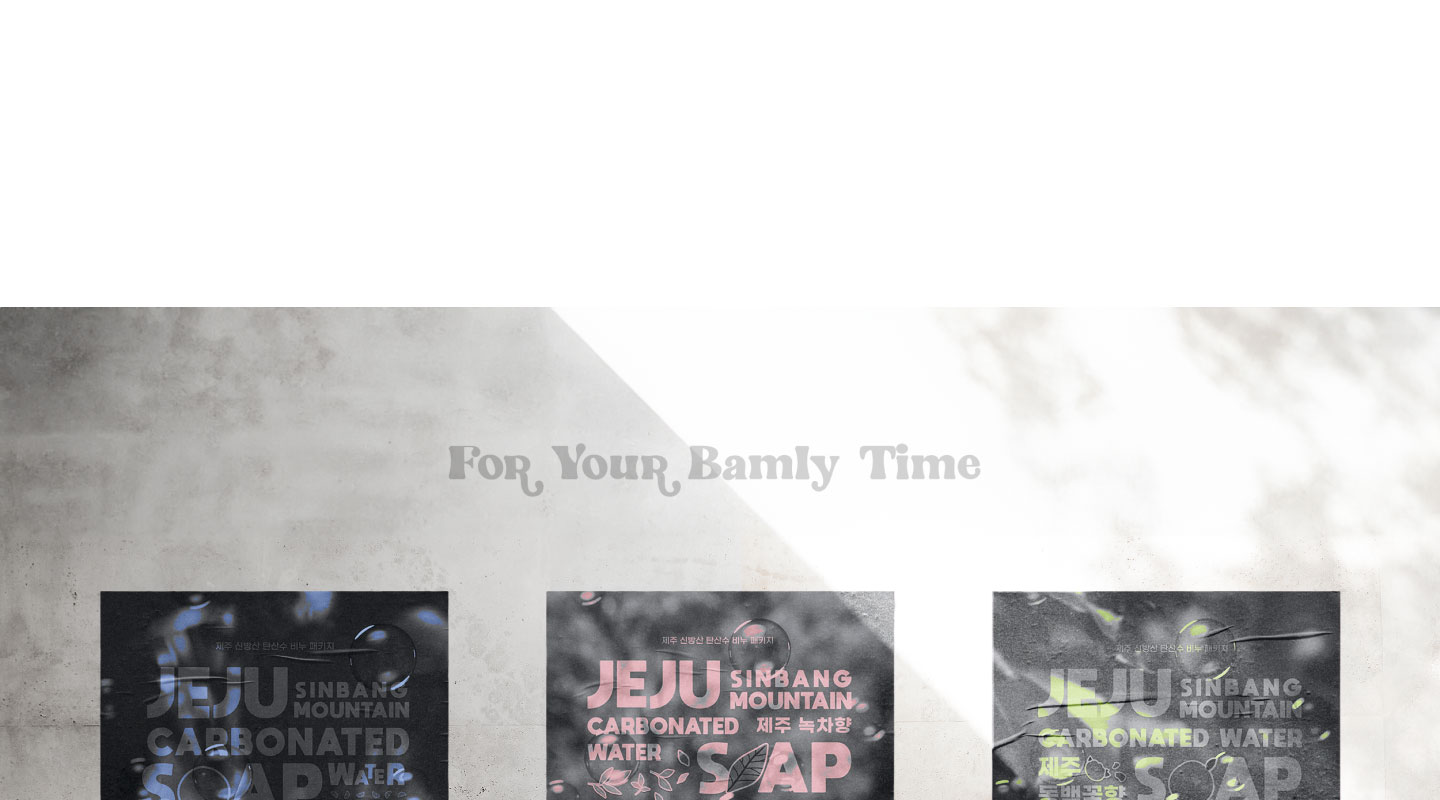 For Your Bamly Time
제주 신방산 탄산수 비누 패키지
JEJU SINBANG MOUNTAIN
CARBONATED
SOAP WATER
제주 신방산 탄산수 비누 패키지
JEJU SINBANG MOUNTAIN
CARBONATED 제주 녹차향
WATER SOAP
제주 신방산 탄산수 비누 패키지
JEJU SINBANG MOUNTAIN
CARBONATED WATER
제주 SOAP
동백꽃향